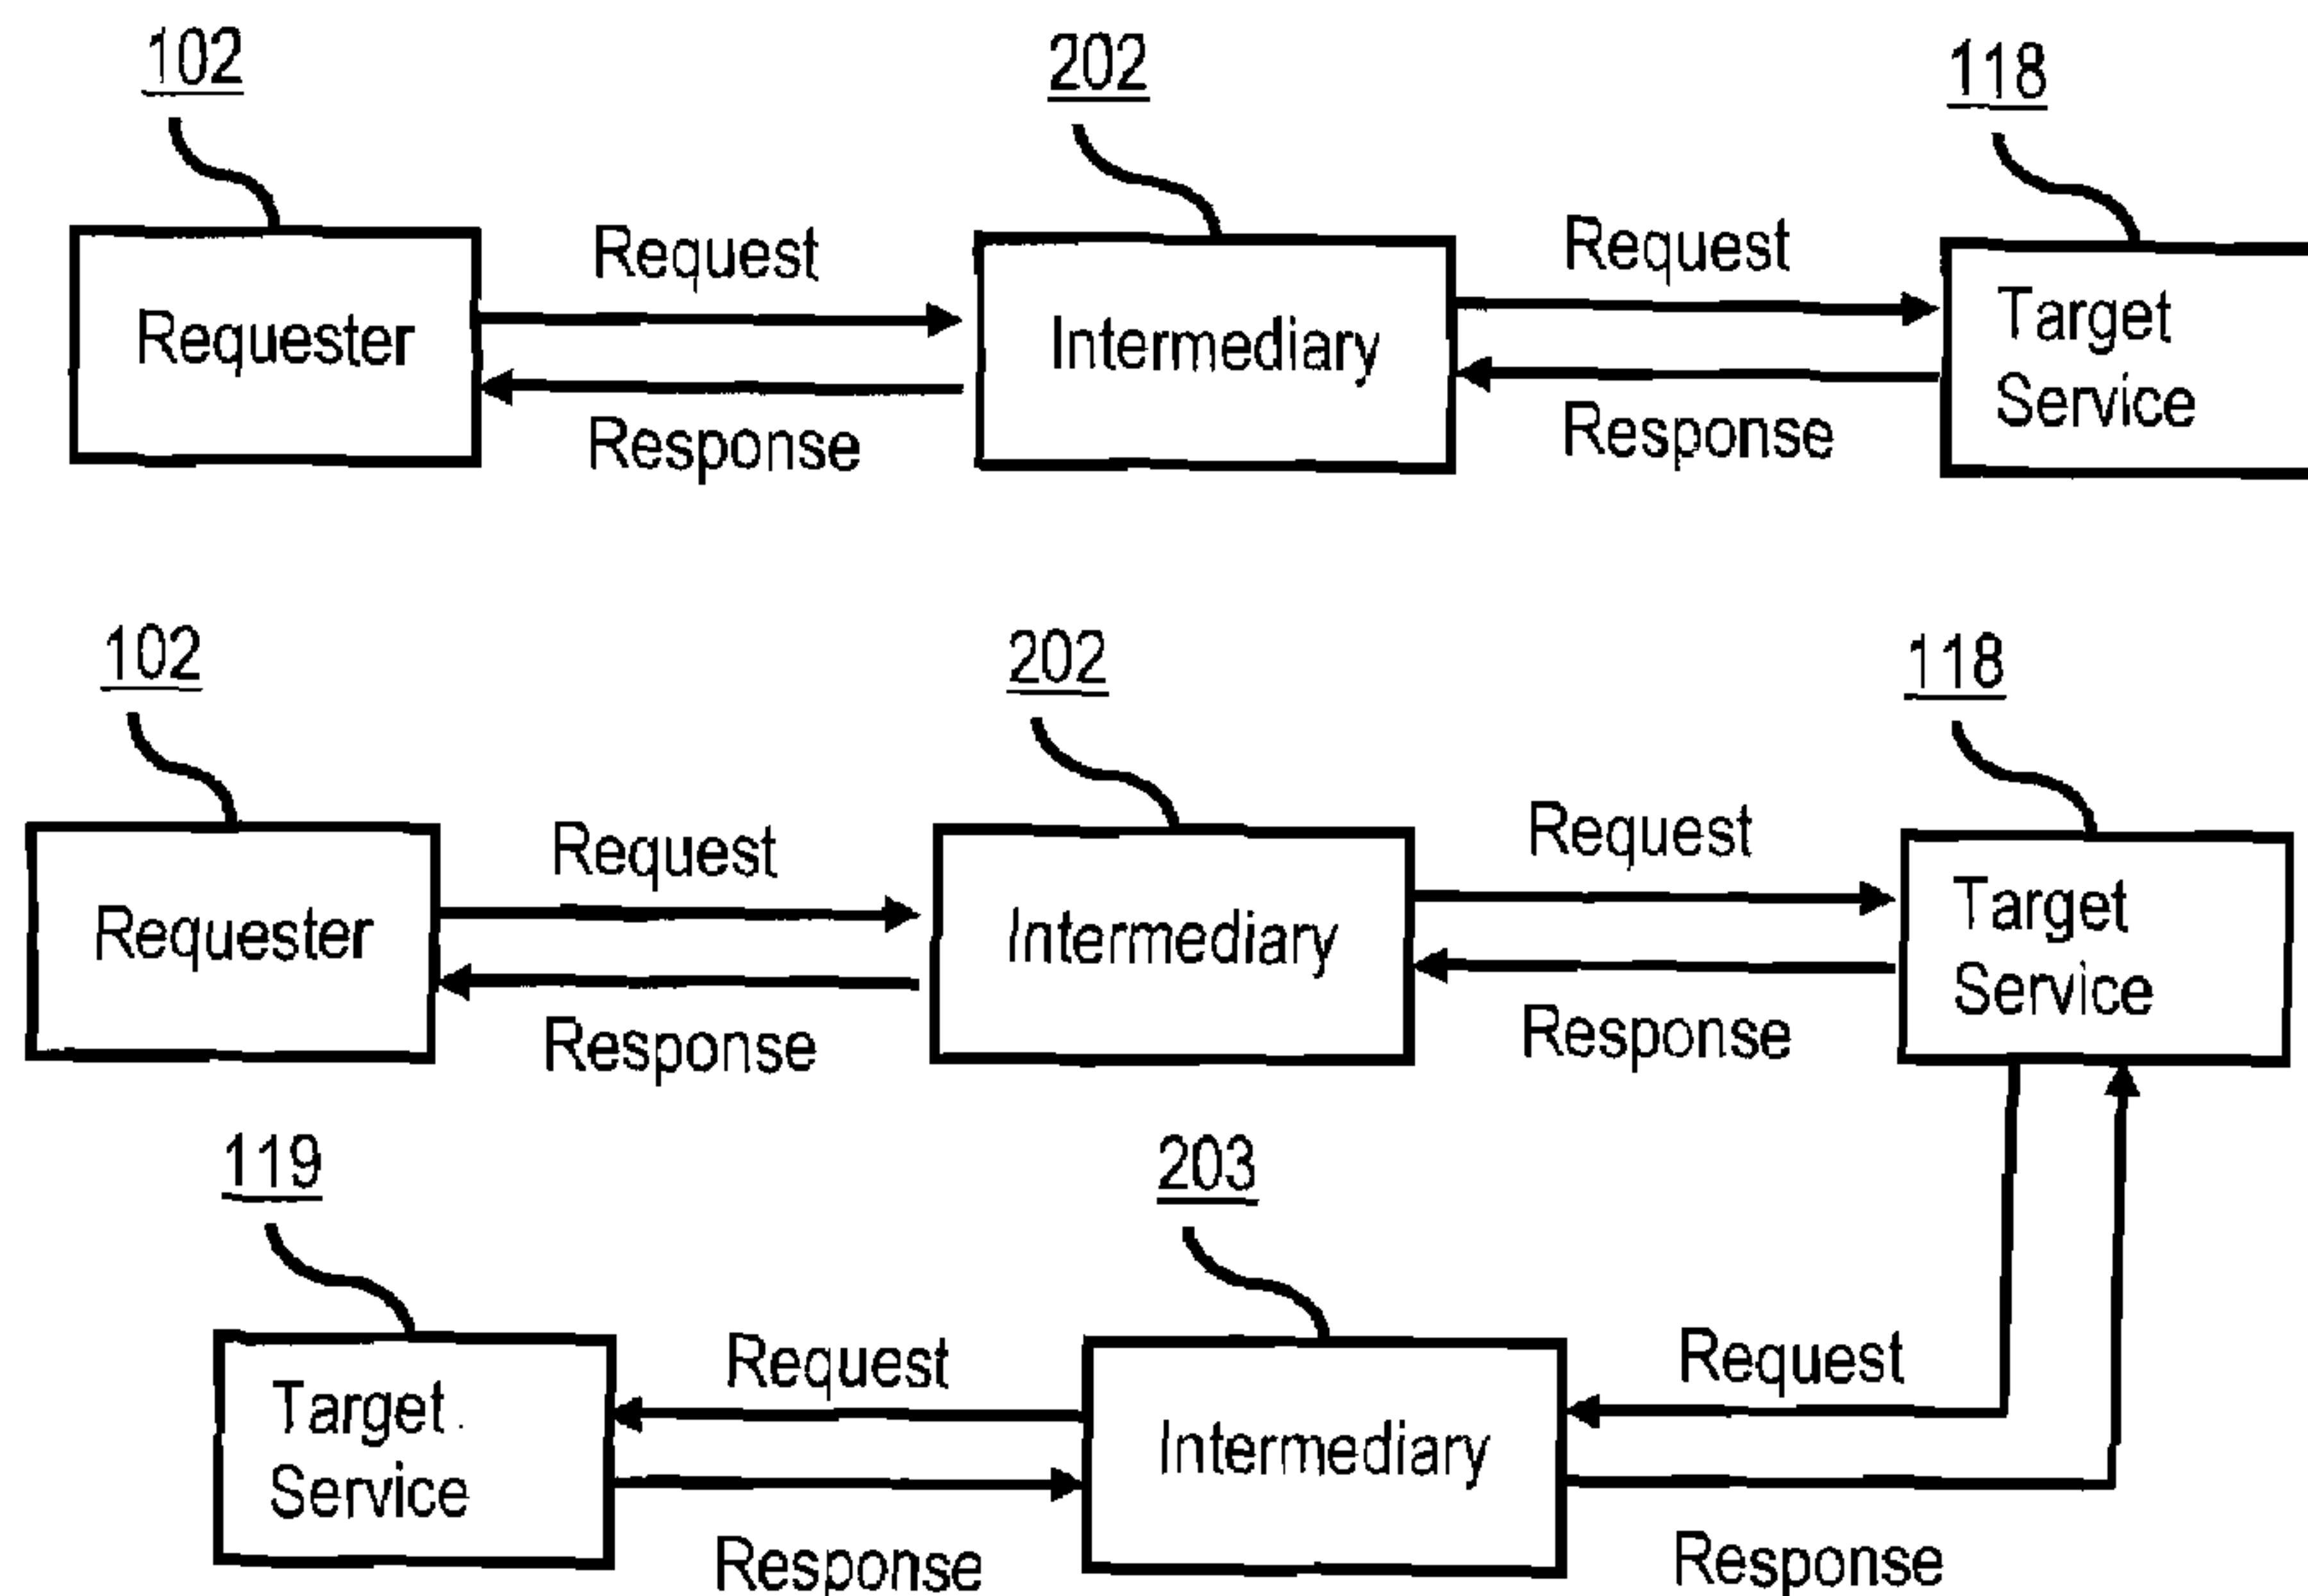 102
202
118
Request
Request
Requester
Intermediary
Target
Service
Response
Response
102
202
118
Request
Request
Requester
Intermediary
Target
Service
Response
Response
119
203
Request
Request
Target
Service
Intermediary
Response
Response